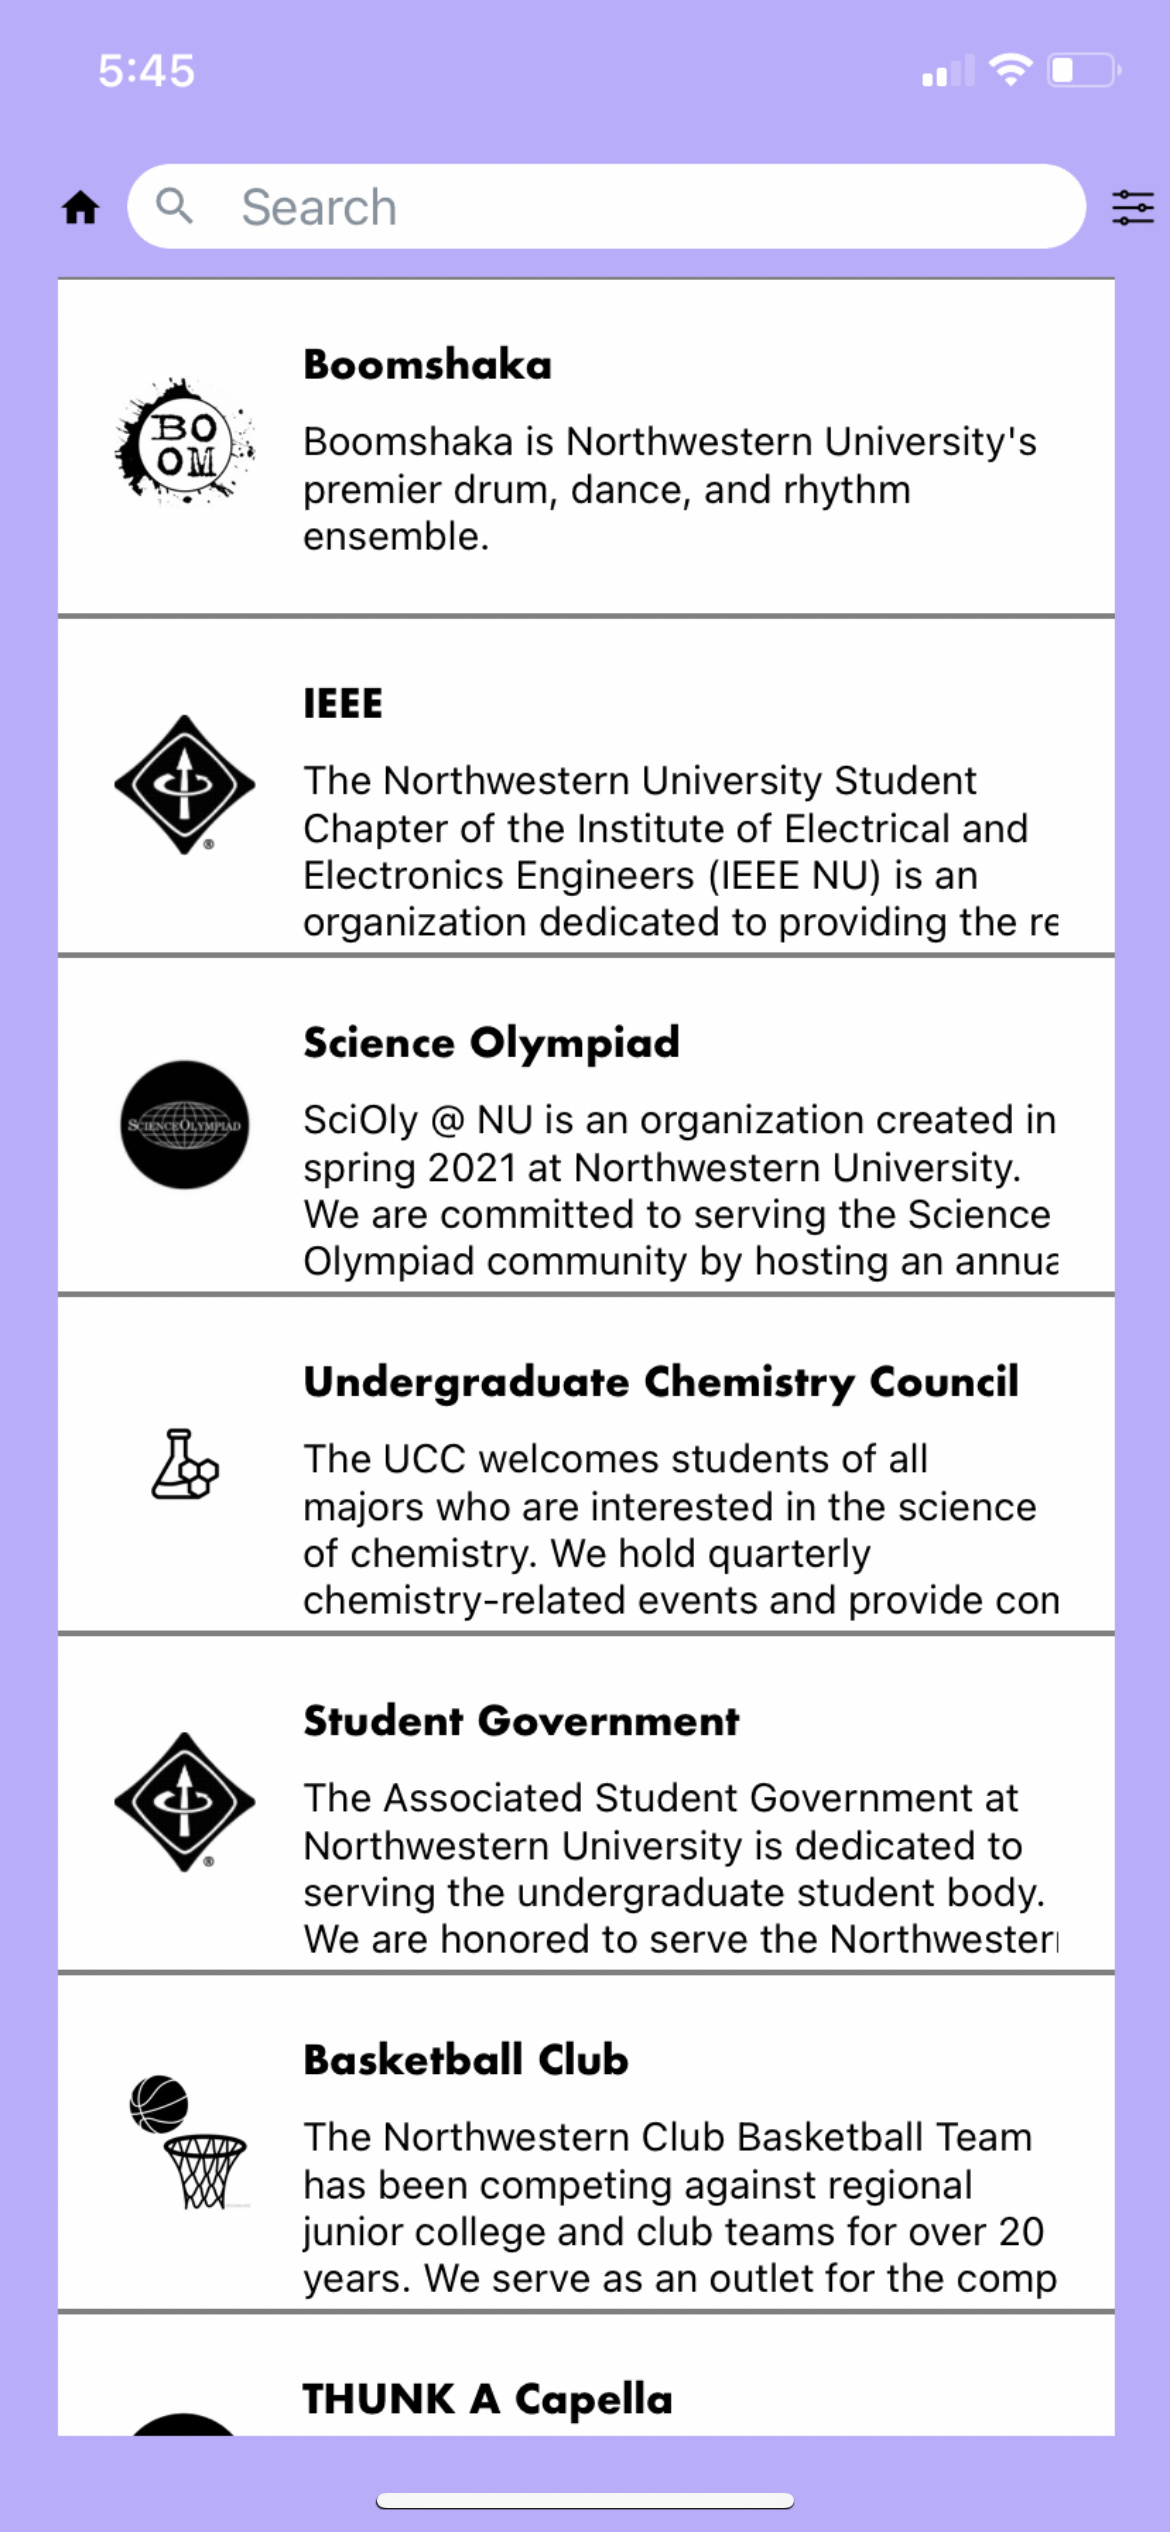 5:45
Search
Boomshaka
BO
OM
Boomshaka is Northwestern University's
premier drum, dance, and rhythm
ensemble.
IEEE
The Northwestern University Student
Chapter of the Institute of Electrical and
Electronics Engineers (IEEE NU) is an
organization dedicated to providing the re
®
Science Olympiad
SCIENCEOLYMPIAD
SciOly @ NU is an organization created in
spring 2021 at Northwestern University.
We are committed to serving the Science
Olympiad community by hosting an annua
Undergraduate Chemistry Council
The UCC welcomes students of all
majors who are interested in the science
of chemistry. We hold quarterly
chemistry-related events and provide con
Student Government
The Associated Student Government at
Northwestern University is dedicated to
serving the undergraduate student body.
We are honored to serve the Northwestern
®
Basketball Club
The Northwestern Club Basketball Team
has been competing against regional
junior college and club teams for over 20
years. We serve as an outlet for the comp
THUNK A Capella